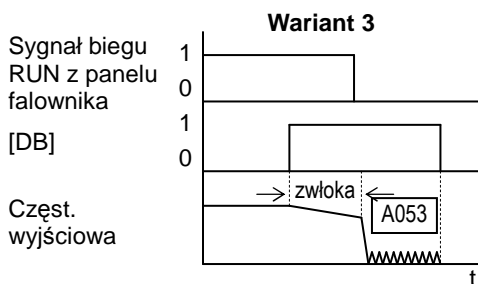 Wariant 3
Sygnał biegu
RUN z panelu
falownika
1
0
[DB]
1
0
Częst.
wyjściowa
zwłoka
A053
t